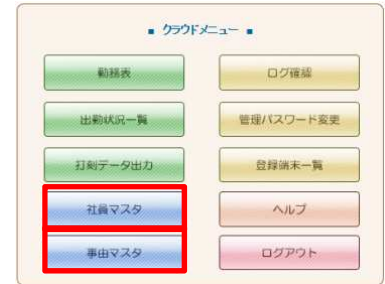 ▪ クラウドメニュー ▪
勤務表
ログ確認
出勤状況一覧
管理パスワード変更
打刻データ出力
登録端末一覧
社員マスタ
ヘルプ
事由マスタ
ログアウト